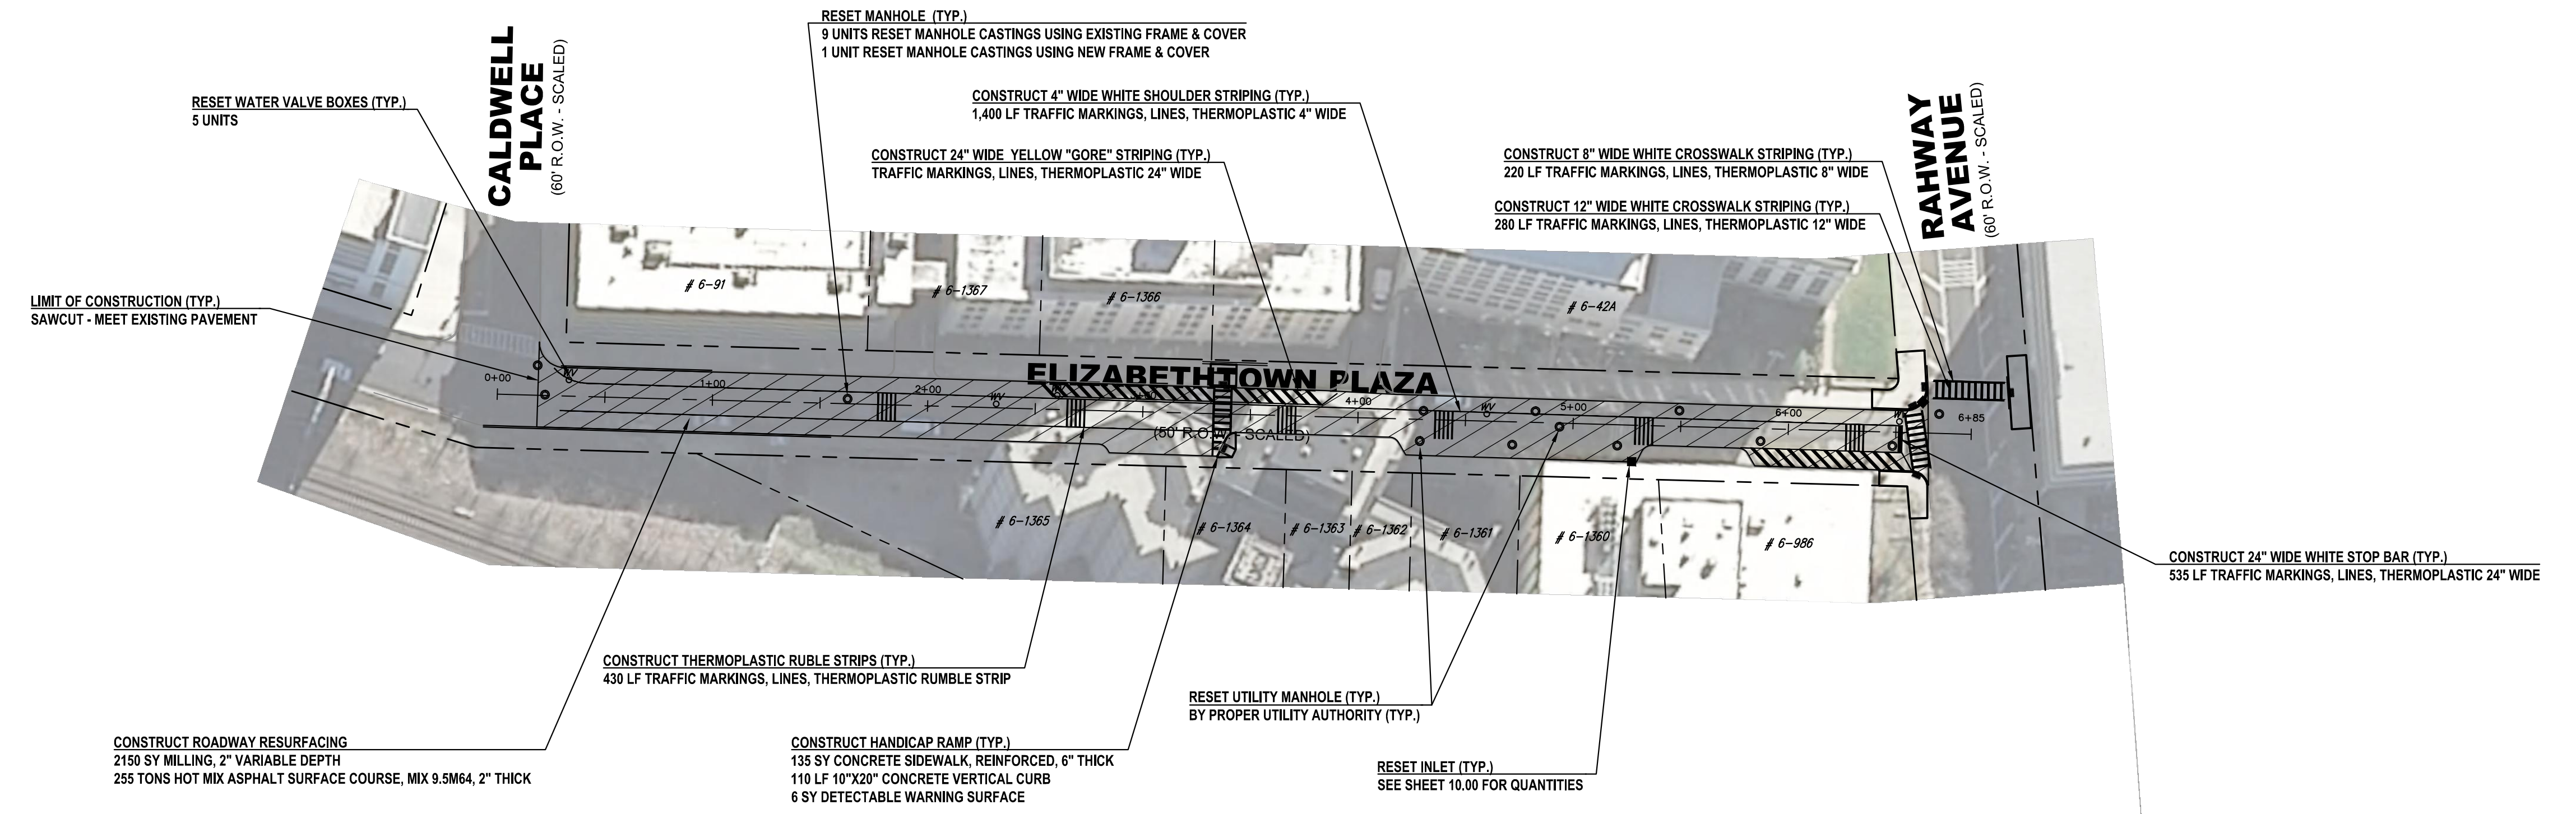 RESET MANHOLE (TYP.)
9 UNITS RESET MANHOLE CASTINGS USING EXISTING FRAME & COVER
1 UNIT RESET MANHOLE CASTINGS USING NEW FRAME & COVER
CALDWELL
PLACE
(60' R.O.W. - SCALED)
RESET WATER VALVE BOXES (TYP.)
5 UNITS
CONSTRUCT 4" WIDE WHITE SHOULDER STRIPING (TYP.)
1,400 LF TRAFFIC MARKINGS, LINES, THERMOPLASTIC 4" WIDE
CONSTRUCT 24" WIDE YELLOW "GORE" STRIPING (TYP.)
TRAFFIC MARKINGS, LINES, THERMOPLASTIC 24" WIDE
CONSTRUCT 8" WIDE WHITE CROSSWALK STRIPING (TYP.)
220 LF TRAFFIC MARKINGS, LINES, THERMOPLASTIC 8" WIDE
CONSTRUCT 12" WIDE WHITE CROSSWALK STRIPING (TYP.)
280 LF TRAFFIC MARKINGS, LINES, THERMOPLASTIC 12" WIDE
RAHWAY
AVENUE
(60' R.O.W. - SCALED)
LIMIT OF CONSTRUCTION (TYP.)
SAWCUT - MEET EXISTING PAVEMENT
# 6-91
# 6-1367
# 6-1366
# 6-42A
ELIZABETHTOWN PLAZA
(50' R.O.W. - SCALED)
0+00
WV
1+00
2+00
WV
4+00
WV
5+00
6+00
WV
6+85
# 6-1365
# 6-1364
# 6-1363
# 6-1362
# 6-1361
# 6-1360
# 6-986
CONSTRUCT 24" WIDE WHITE STOP BAR (TYP.)
535 LF TRAFFIC MARKINGS, LINES, THERMOPLASTIC 24" WIDE
CONSTRUCT THERMOPLASTIC RUBLE STRIPS (TYP.)
430 LF TRAFFIC MARKINGS, LINES, THERMOPLASTIC RUMBLE STRIP
RESET UTILITY MANHOLE (TYP.)
BY PROPER UTILITY AUTHORITY (TYP.)
CONSTRUCT ROADWAY RESURFACING
2150 SY MILLING, 2" VARIABLE DEPTH
255 TONS HOT MIX ASPHALT SURFACE COURSE, MIX 9.5M64, 2" THICK
CONSTRUCT HANDICAP RAMP (TYP.)
135 SY CONCRETE SIDEWALK, REINFORCED, 6" THICK
110 LF 10"X20" CONCRETE VERTICAL CURB
6 SY DETECTABLE WARNING SURFACE
RESET INLET (TYP.)
SEE SHEET 10.00 FOR QUANTITIES